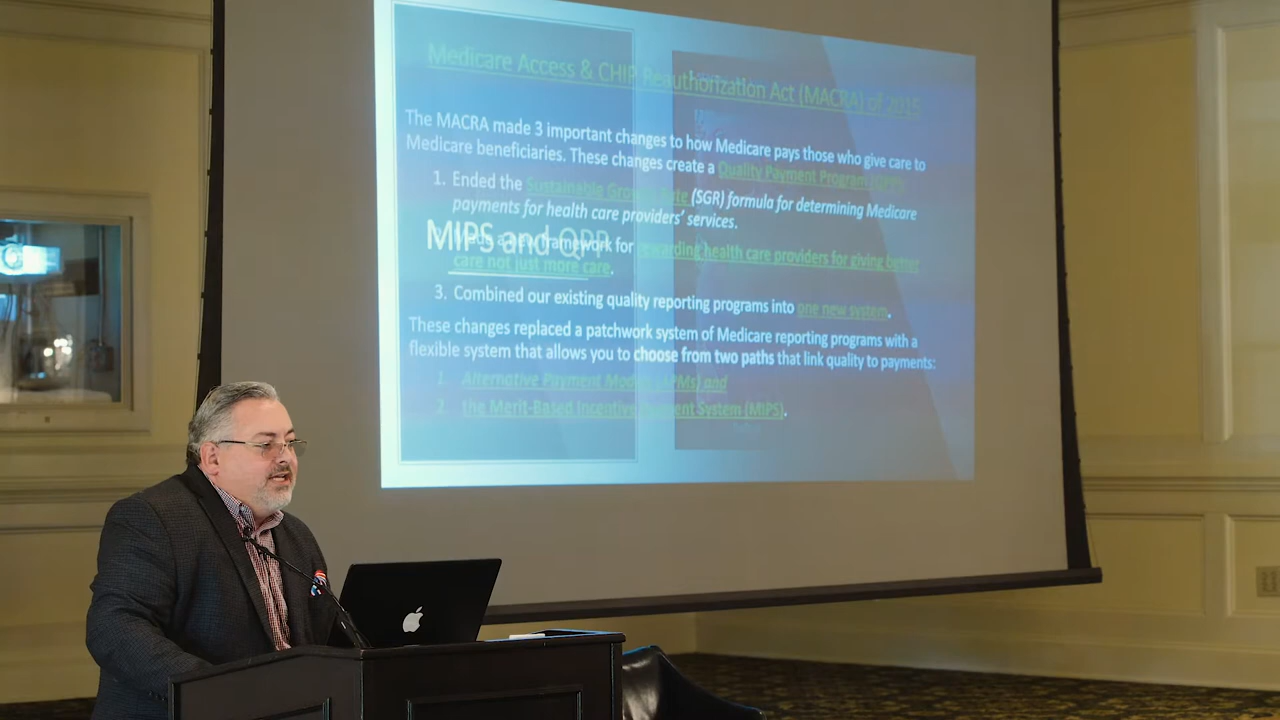 Medicare Access & CHIP Reauthorization Act (MACRA) of 2015
The MACRA made 3 important changes to how Medicare pays those who give care to
Medicare beneficiaries. These changes create a Quality Payment Program (QPP):
1. Ended the Sustainable Growth Rate (SGR) formula for determining Medicare
payments for health care providers' services.
MIPS and QPP
a new framework for rewarding health care providers for giving better
care not just more care.
3. Combined our existing quality reporting programs into one new system.
These changes replaced a patchwork system of Medicare reporting programs with a
flexible system that allows you to choose from two paths that link quality to payments:
1. Alternative Payment Models (APMs) and
2. the Merit-Based Incentive Payment System (MIPS).